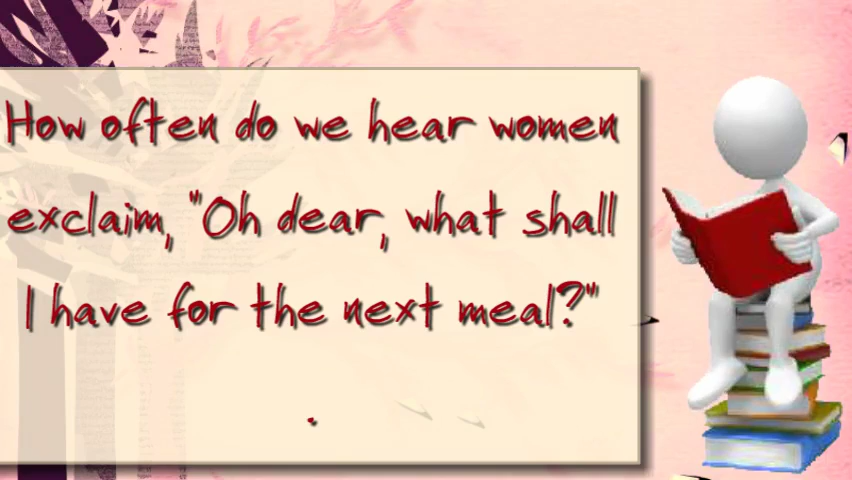 How often do we hear women
exclaim, "Oh dear, what shall
I have for the next meal?"
.